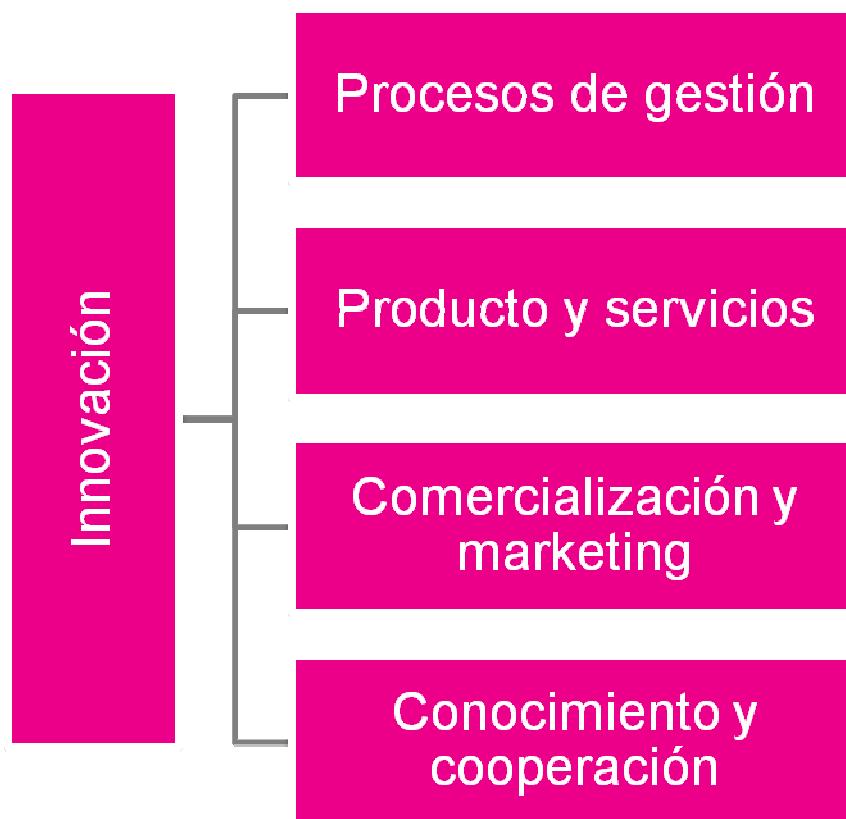 Innovación
Procesos de gestión
Producto y servicios
Comercialización y
marketing
Conocimiento y
cooperación